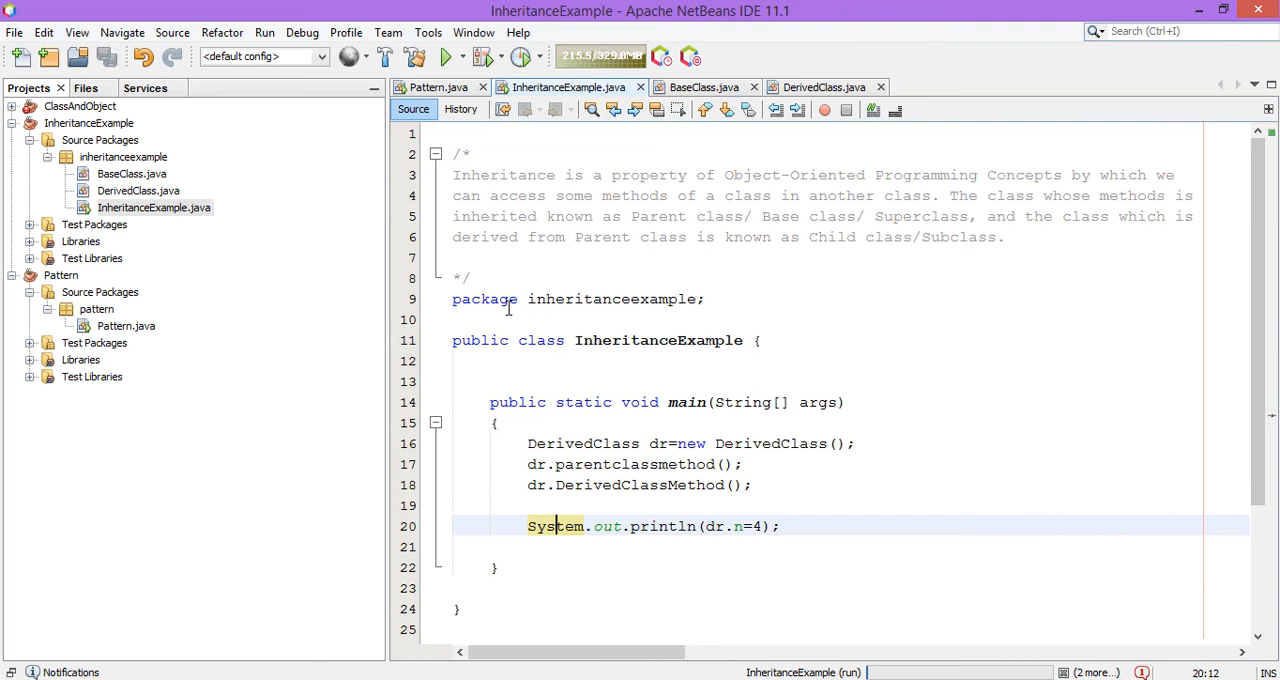 InheritanceExample - Apache NetBeans IDE 11.1
File Edit View Navigate Source Refactor Run Debug Profile Team Tools Window Help
Search (Ctrl+I)
<default config>
215.5/329.0MB
Projects Files Services
Pattern.java InheritanceExample.java BaseClass.java DerivedClass.java
Source History
ClassAndObject
InheritanceExample
Source Packages
inheritanceexample
BaseClass.java
DerivedClass.java
InheritanceExample.java
Test Packages
Libraries
Test Libraries
Pattern
Source Packages
pattern
Pattern.java
Test Packages
Libraries
Test Libraries
1
2 /*
3 Inheritance is a property of Object-Oriented Programming Concepts by which we
4 can access some methods of a class in another class. The class whose methods is
5 inherited known as Parent class/ Base class/ Superclass, and the class which is
6 derived from Parent class is known as Child class/Subclass.
7
8 */
9 package inheritanceexample;
10
11 public class InheritanceExample {
12
13
14 public static void main(String[] args)
15 {
16 DerivedClass dr=new DerivedClass();
17 dr.parentclassmethod();
18 dr.DerivedClassMethod();
19
20 System.out.println(dr.n=4);
21
22 }
23
24 }
25
Notifications
InheritanceExample (run) (2 more...) 1 20:12 INS